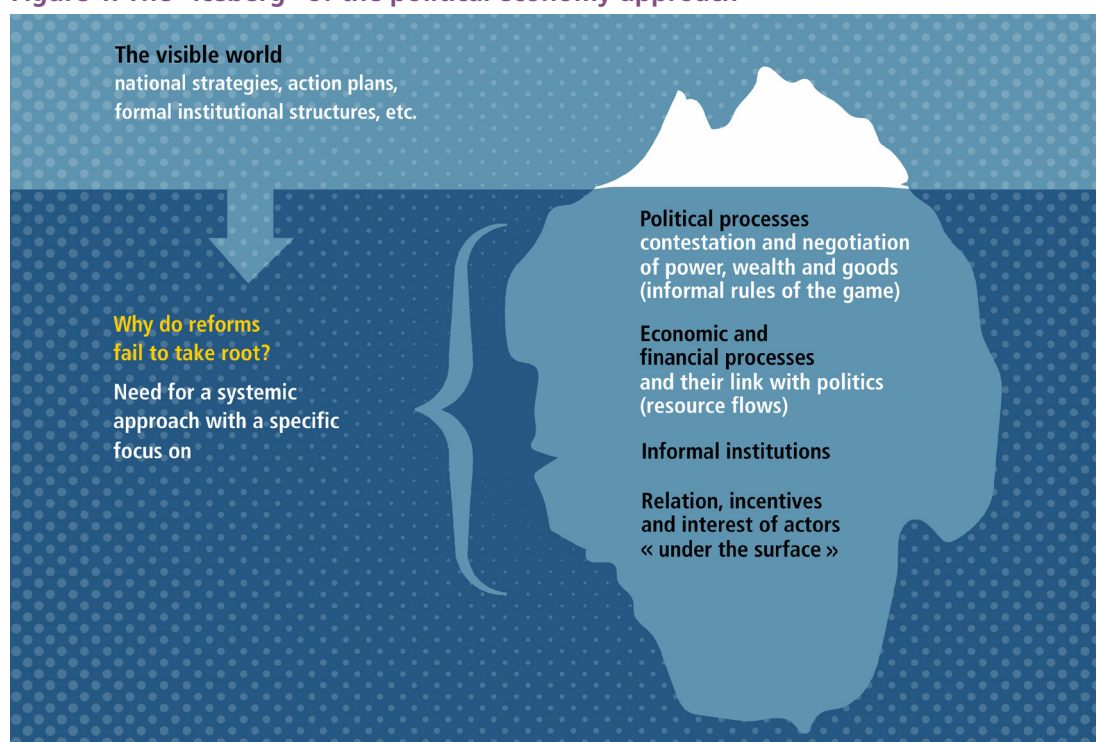 The visible world
national strategies, action plans,
formal institutional structures, etc.
Why do reforms
fail to take root?
Need for a systemic
approach with a specific
focus on
Political processes
contestation and negotiation
of power, wealth and goods
(informal rules of the game)
Economic and
financial processes
and their link with politics
(resource flows)
Informal institutions
Relation, incentives
and interest of actors
« under the surface »